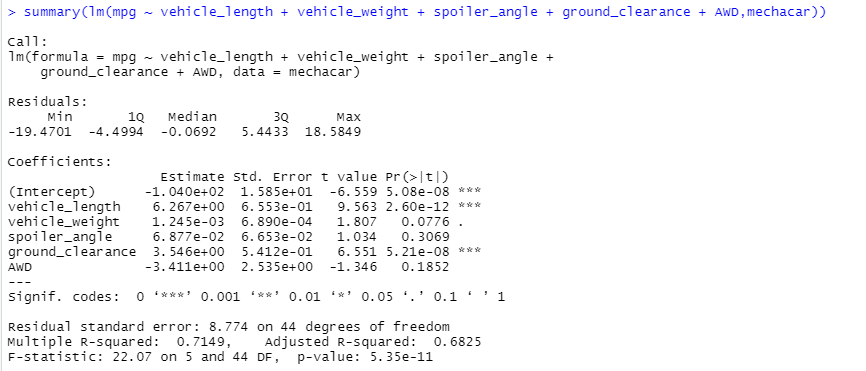 > summary(lm(mpg ~ vehicle_length + vehicle_weight + spoiler_angle + ground_clearance + AWD,mechacar))
Call:
lm(formula = mpg ~ vehicle_length + vehicle_weight + spoiler_angle +
    ground_clearance + AWD, data = mechacar)
Residuals:
     Min       1Q   Median       3Q      Max
-19.4701  -4.4994  -0.0692   5.4433  18.5849
Coefficients:
                   Estimate Std. Error t value Pr(>|t|)
(Intercept)      -1.040e+02  1.585e+01  -6.559 5.08e-08 ***
vehicle_length    6.267e+00  6.553e-01   9.563 2.60e-12 ***
vehicle_weight    1.245e-03  6.890e-04   1.807   0.0776 .
spoiler_angle     6.877e-02  6.653e-02   1.034   0.3069
ground_clearance  3.546e+00  5.412e-01   6.551 5.21e-08 ***
AWD              -3.411e+00  2.535e+00  -1.346   0.1852
---
Signif. codes:  0 ‘***’ 0.001 ‘**’ 0.01 ‘*’ 0.05 ‘.’ 0.1 ‘ ’ 1
Residual standard error: 8.774 on 44 degrees of freedom
Multiple R-squared:  0.7149,    Adjusted R-squared:  0.6825
F-statistic: 22.07 on 5 and 44 DF,  p-value: 5.35e-11